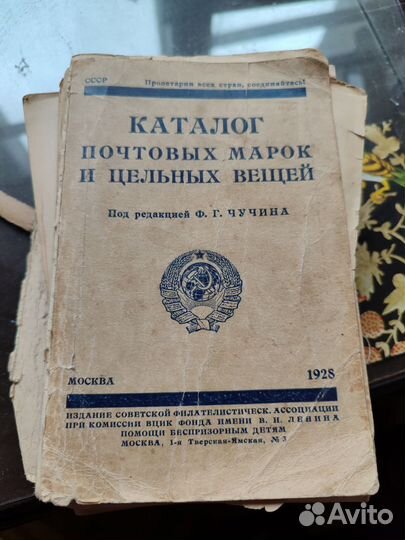 СССР Пролетарии всех стран, соединяйтесь!
КАТАЛОГ
ПОЧТОВЫХ МАРОК
И ЦЕЛЬНЫХ ВЕЩЕЙ
Под редакцией Ф. Г. ЧУЧИНА
МОСКВА 1928
ИЗДАНИЕ СОВЕТСКОЙ ФИЛАТЕЛИСТИЧЕСК. АССОЦИАЦИИ
ПРИ КОМИССИИ ВЦИК ФОНДА ИМЕНИ В. И. ЛЕНИНА
ПОМОЩИ БЕСПРИЗОРНЫМ ДЕТЯМ
МОСКВА, 1-я Тверская-Ямская, № 3
Avito